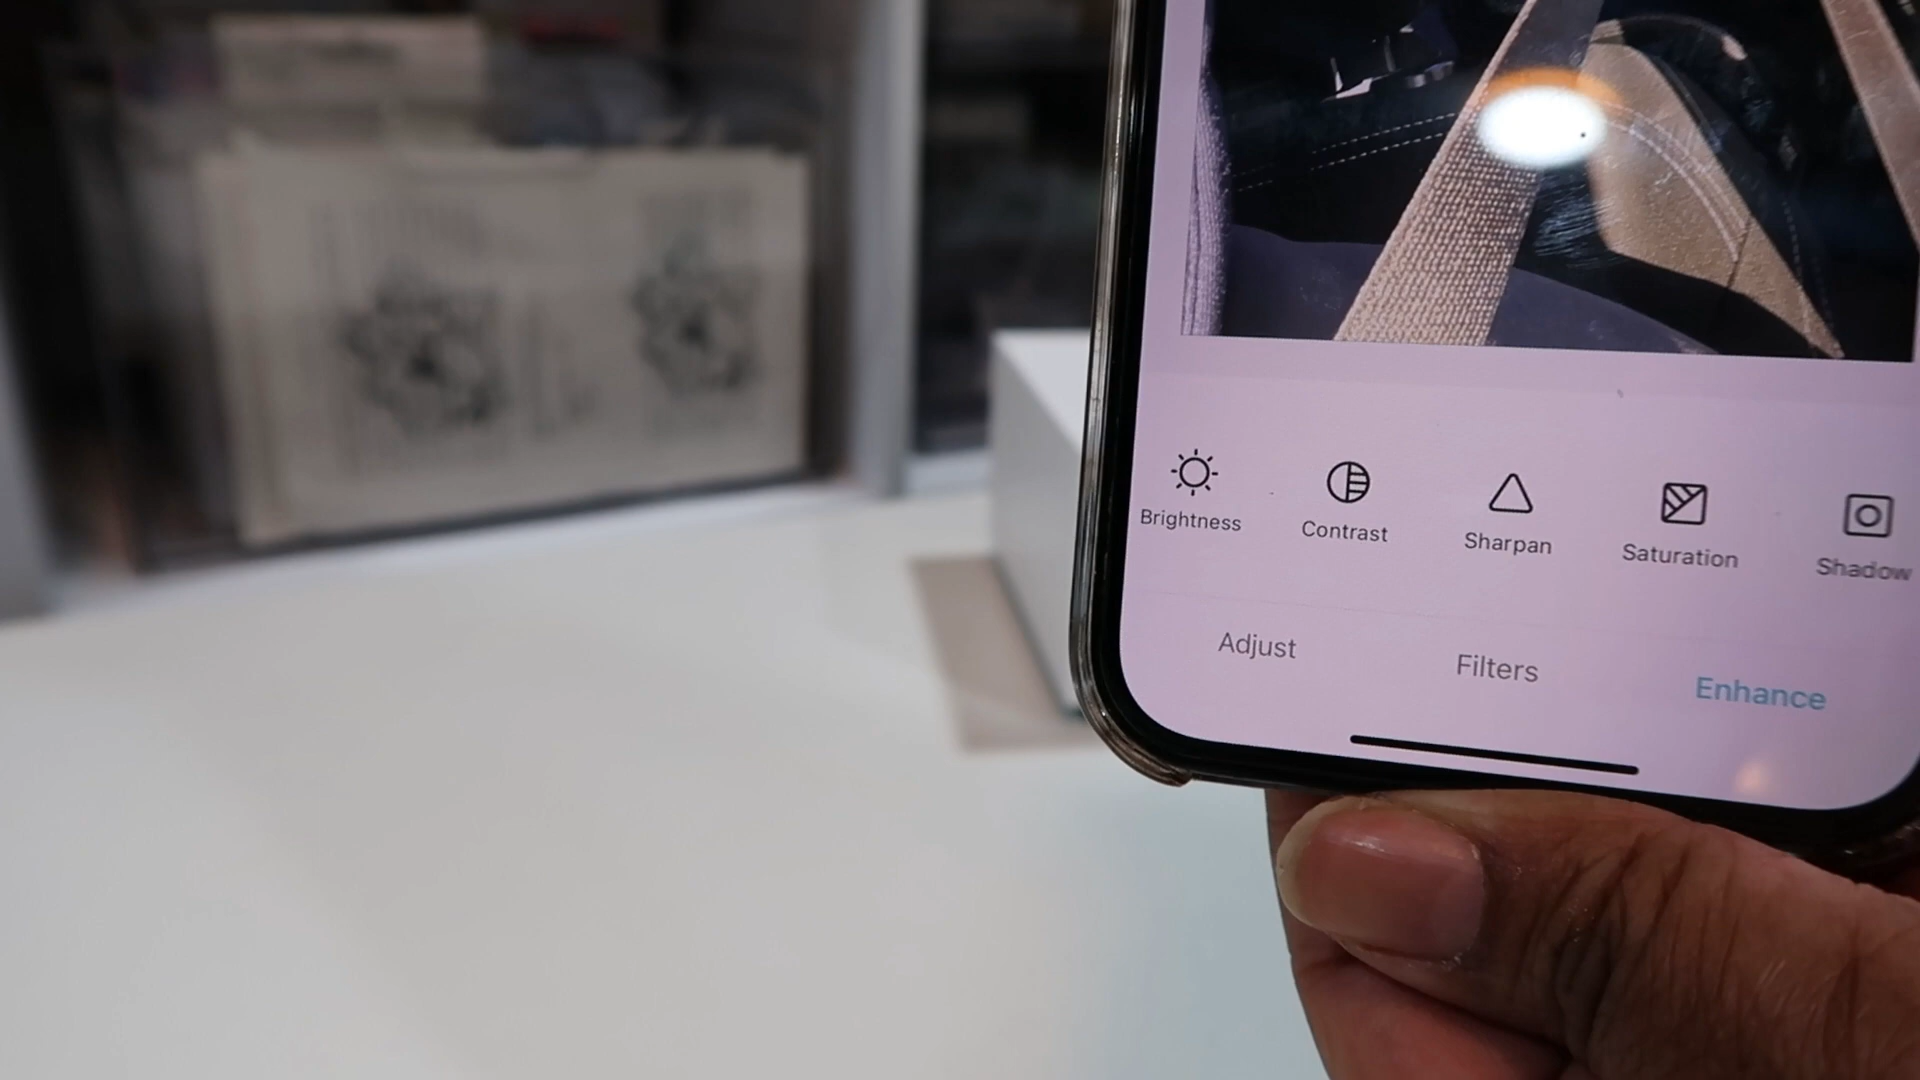 Brightness
Contrast
Sharpan
Saturation
Shadow
Adjust
Filters
Enhance